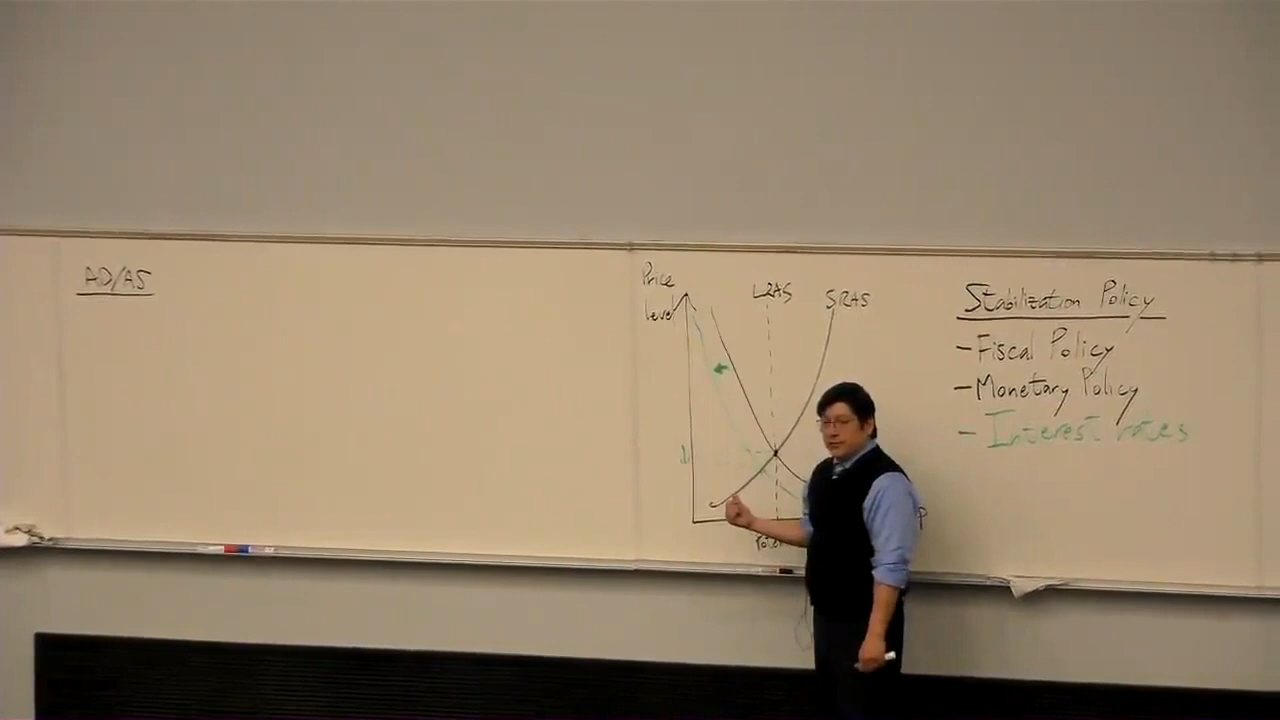 AD/AS
Price
level
LRAS
SRAS
Stabilization Policy
- Fiscal Policy
- Monetary Policy
- Interest rates